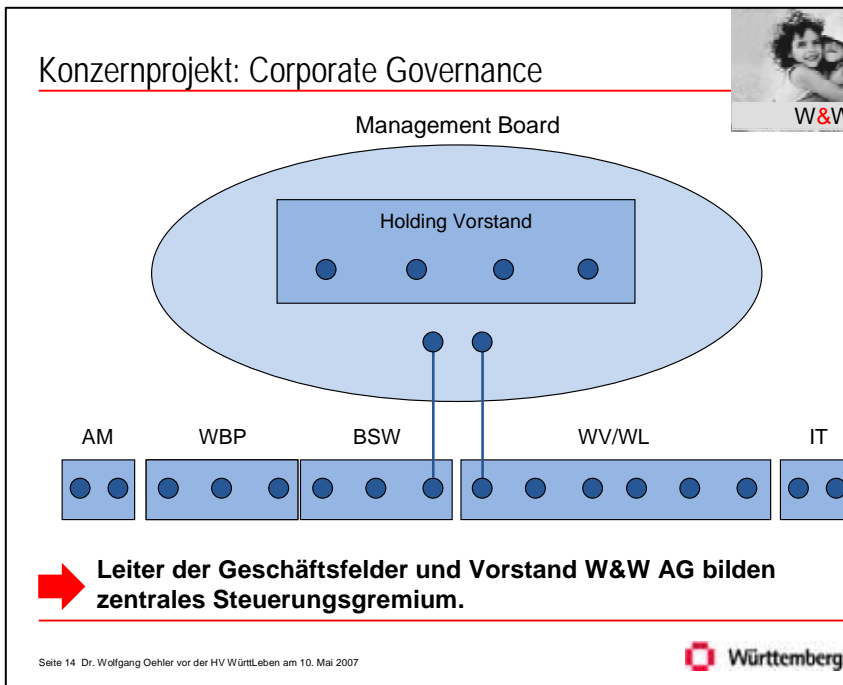 Konzernprojekt: Corporate Governance
W&W
Management Board
Holding Vorstand
AM WBP BSW WV/WL IT
Leiter der Geschäftsfelder und Vorstand W&W AG bilden
zentrales Steuerungsgremium.
Seite 14 Dr. Wolfgang Oehler vor der HV WürttLeben am 10. Mai 2007
Württemberg